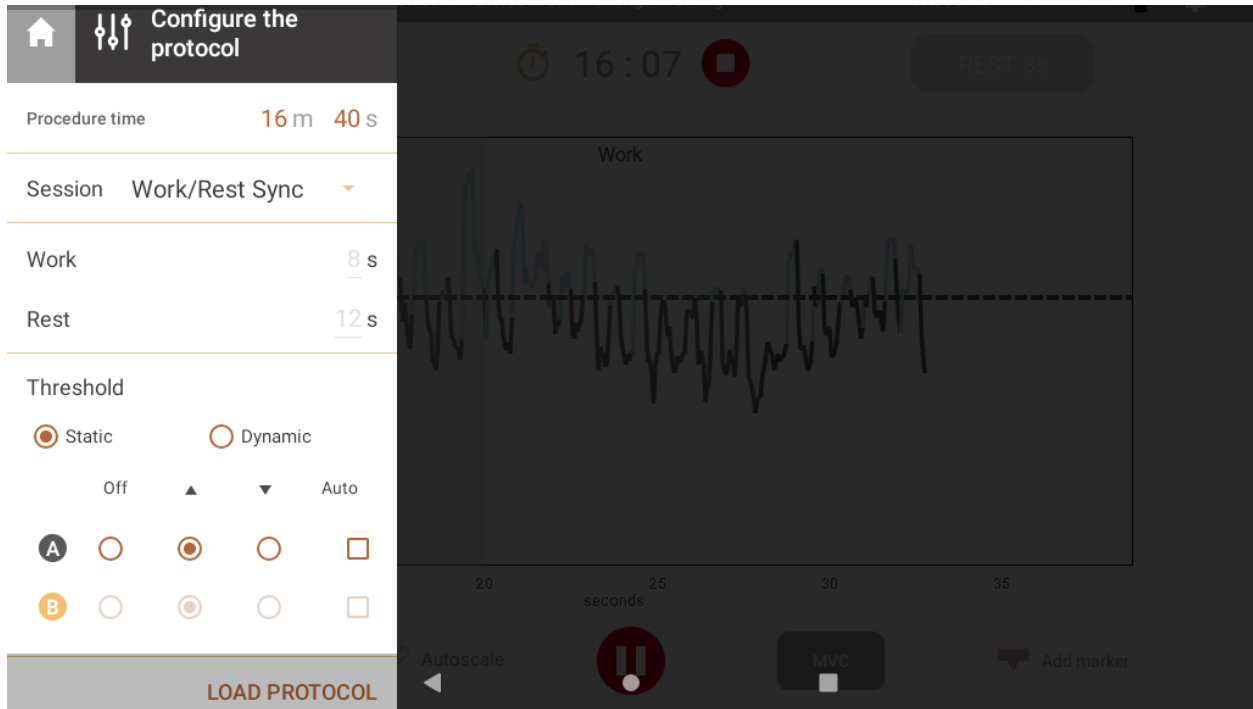 Configure the
protocol
Procedure time 16 m 40 s
Session Work/Rest Sync
Work 8 s
Rest 12 s
Threshold
Static Dynamic
Off ▲ ▼ Auto
A
B
LOAD PROTOCOL
16 : 07
REST 8s
Work
20 25 30 35
seconds
Autoscale
MVC
Add marker